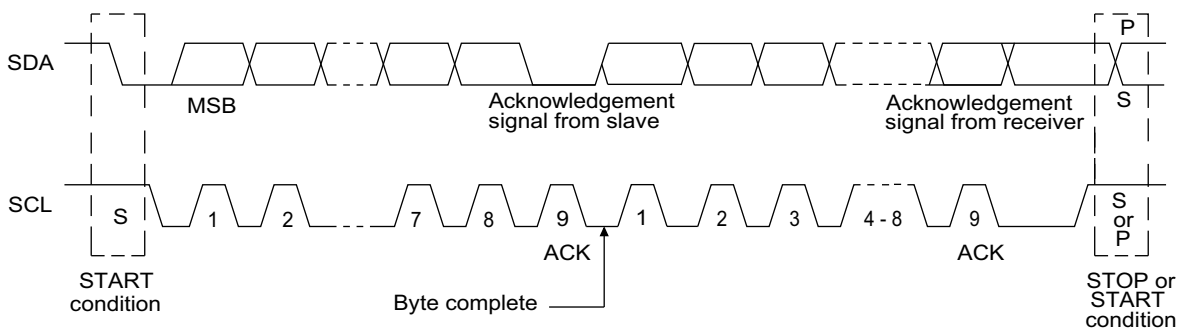 P
SDA
MSB
Acknowledgement
signal from slave
Acknowledgement
signal from receiver
S
SCL
S
1
2
7
8
9
1
2
3
4 - 8
9
S
or
P
ACK
ACK
START
condition
Byte complete
STOP or
START
condition